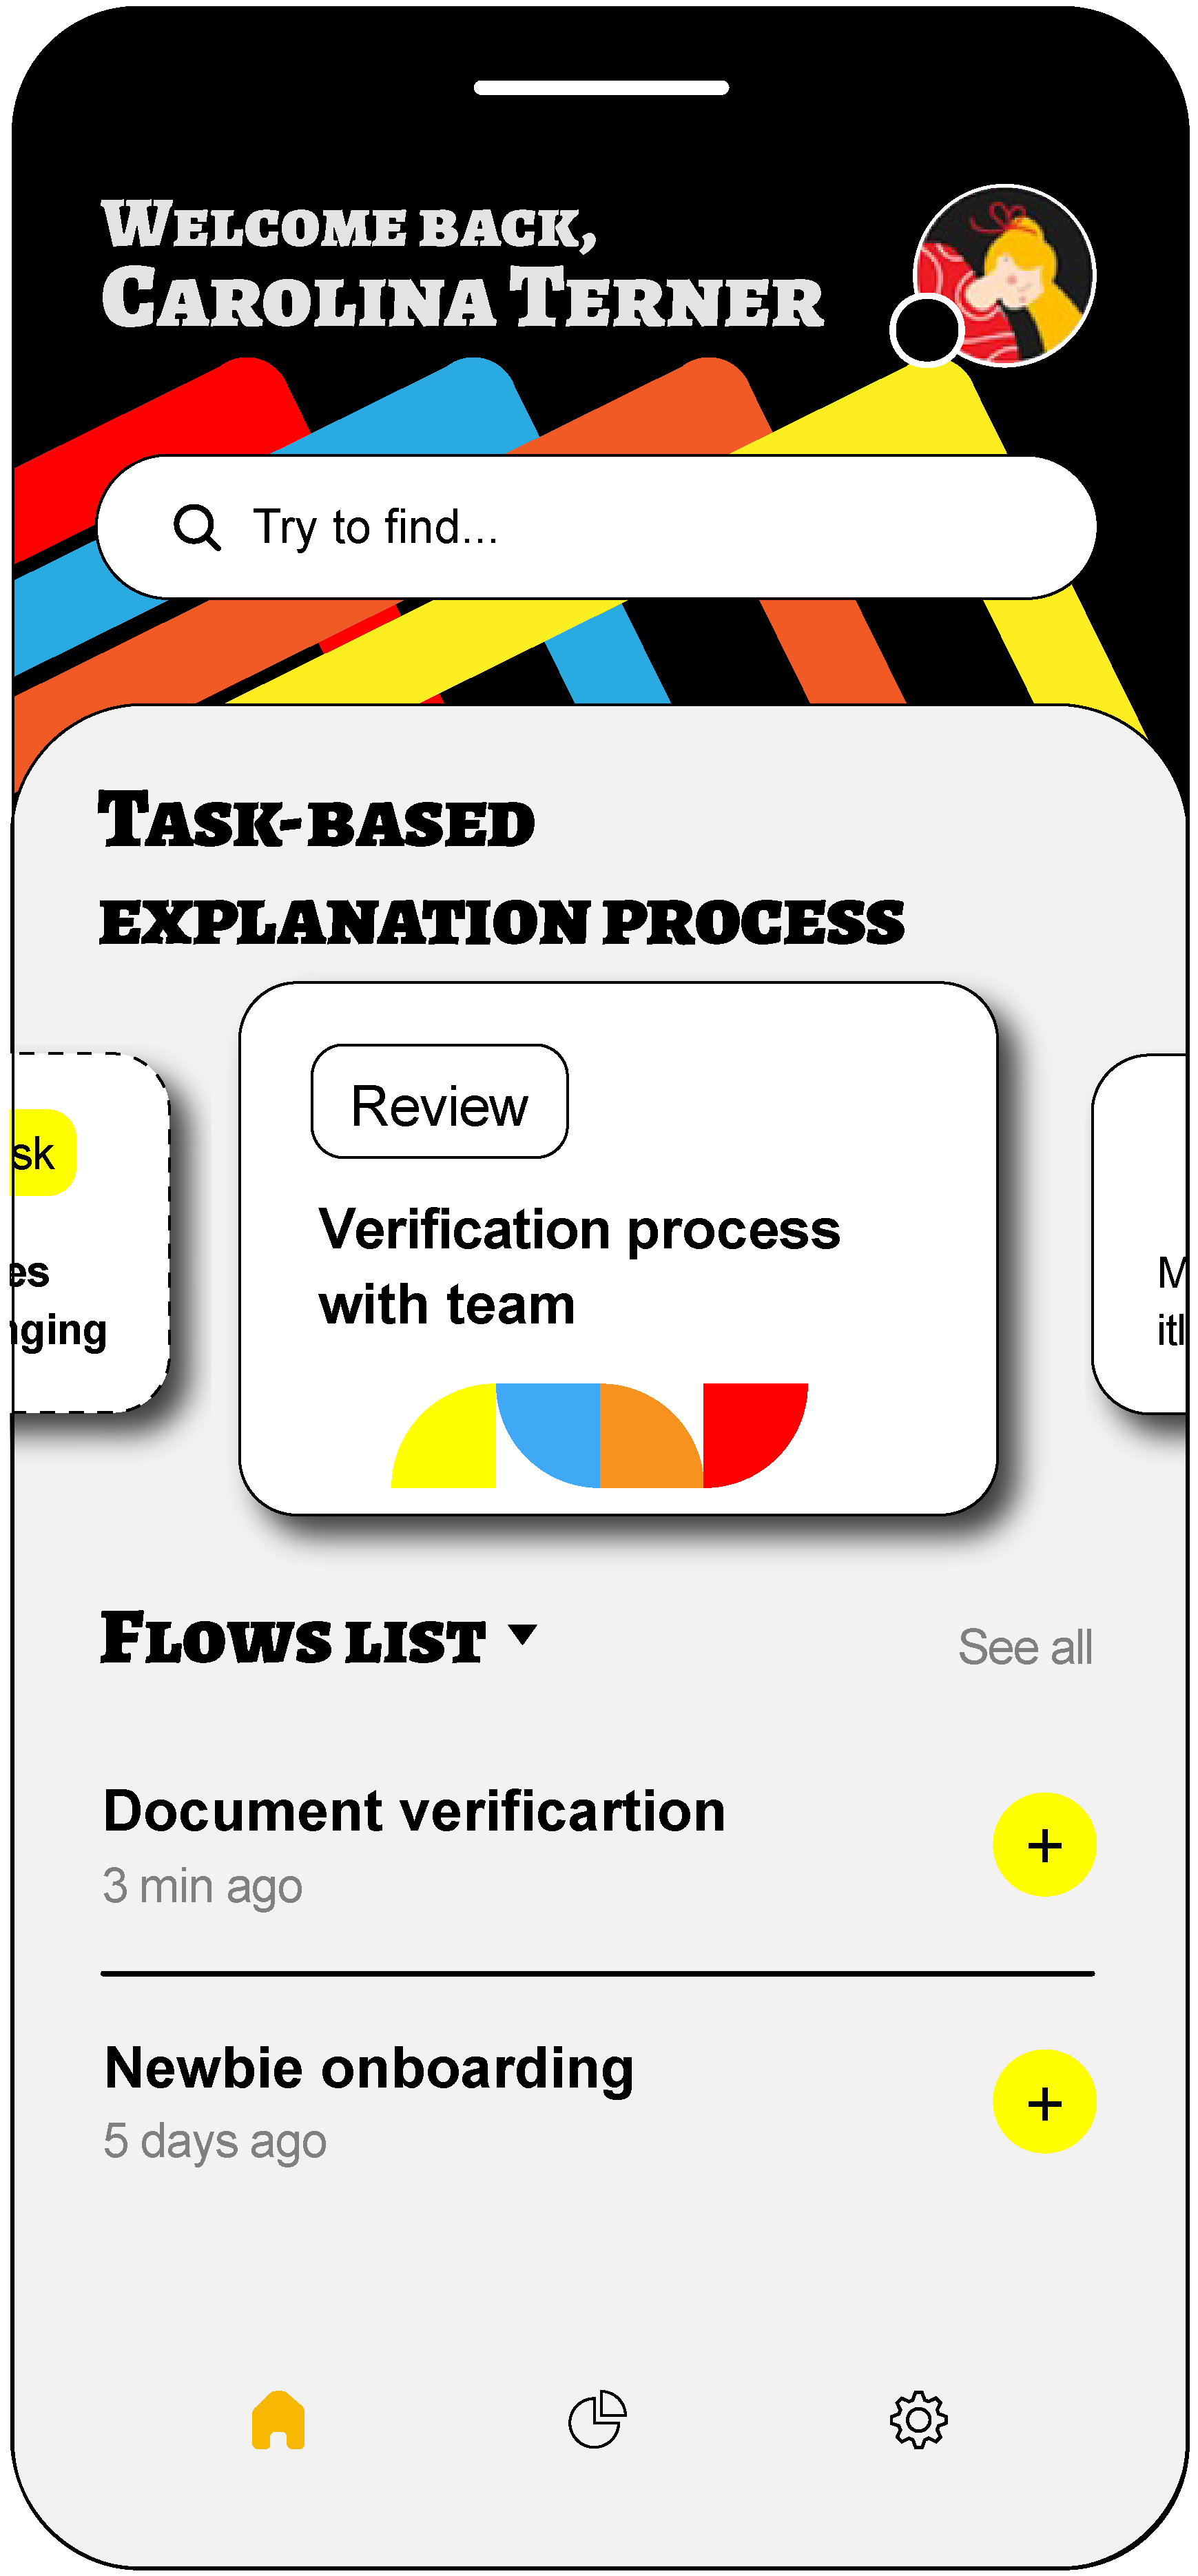 Welcome back,
Carolina Terner
Try to find...
Task-based
explanation process
sk
es
nging
Review
Verification process
with team
M
itl
Flows list
See all
Document verificartion
3 min ago
Newbie onboarding
5 days ago